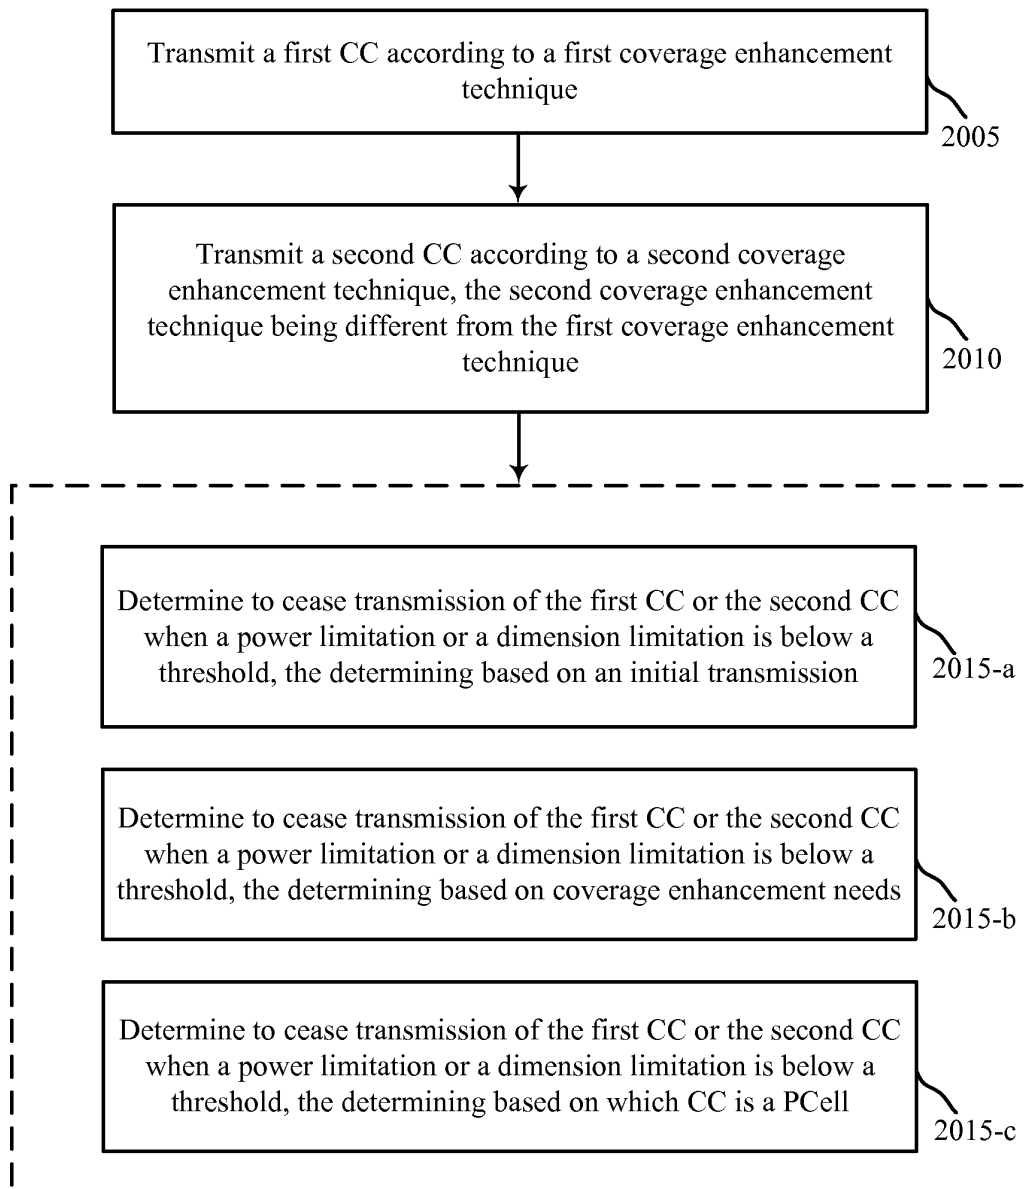 Transmit a first CC according to a first coverage enhancement
technique
2005
Transmit a second CC according to a second coverage
enhancement technique, the second coverage enhancement
technique being different from the first coverage enhancement
technique
2010
Determine to cease transmission of the first CC or the second CC
when a power limitation or a dimension limitation is below a
threshold, the determining based on an initial transmission
2015-a
Determine to cease transmission of the first CC or the second CC
when a power limitation or a dimension limitation is below a
threshold, the determining based on coverage enhancement needs
2015-b
Determine to cease transmission of the first CC or the second CC
when a power limitation or a dimension limitation is below a
threshold, the determining based on which CC is a PCell
2015-c